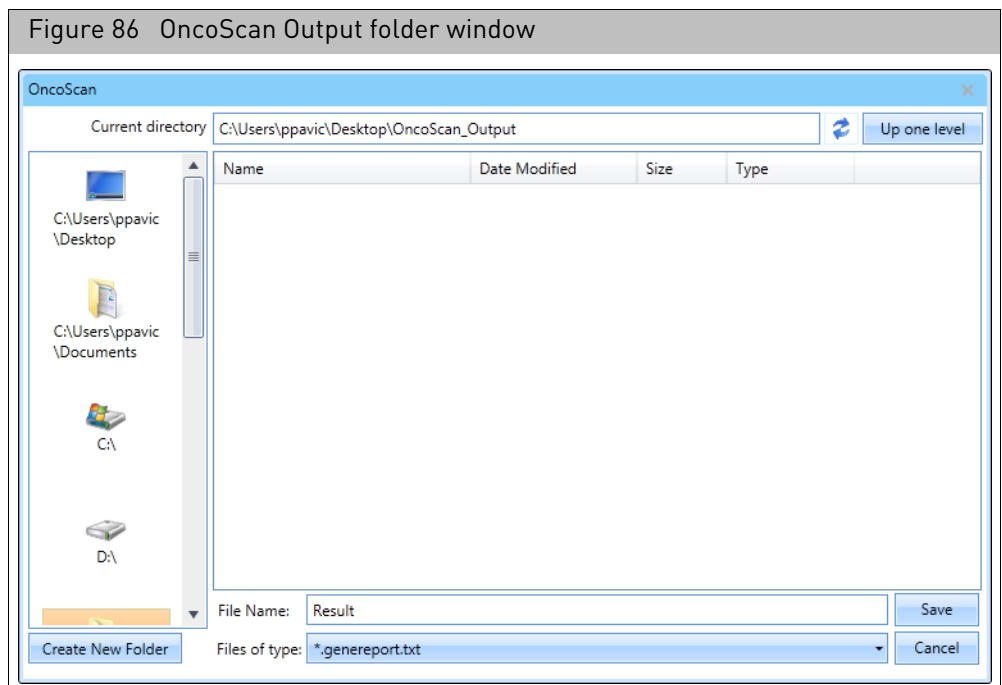 Figure 86 OncoScan Output folder window
OncoScan
Current directory C:\Users\ppavic\Desktop\OncoScan_Output Up one level
Name Date Modified Size Type
C:\Users\ppavic
\Desktop
C:\Users\ppavic
\Documents
C:\
D:\
File Name: Result Save
Create New Folder Files of type: *.genereport.txt Cancel